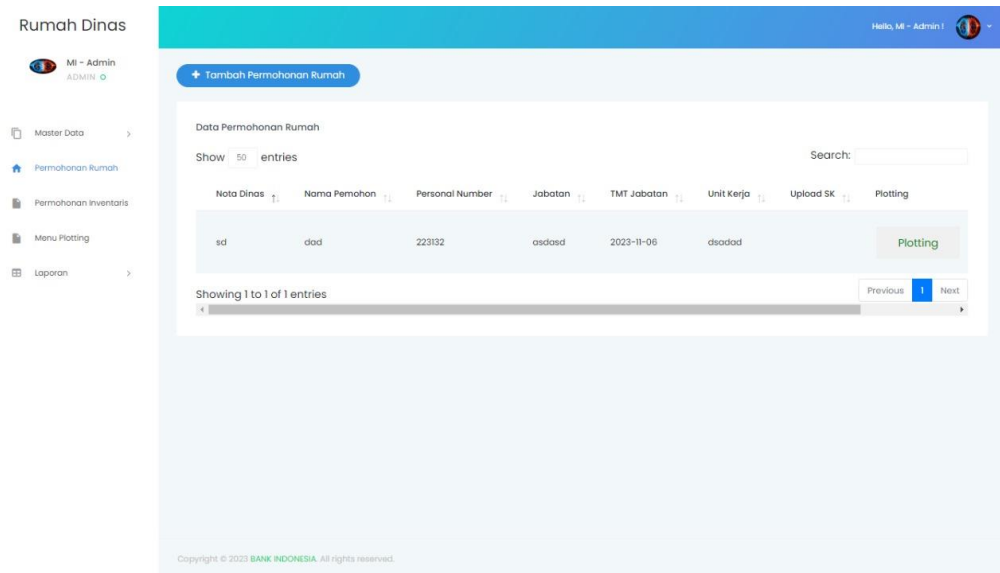 Rumah Dinas
Hello, MI - Admin !
MI - Admin
ADMIN
+ Tambah Permohonan Rumah
Master Data
Permohonan Rumah
Permohonan Inventaris
Menu Plotting
Laporan
Data Permohonan Rumah
Show 50 entries
Search:
Nota Dinas Nama Pemohon Personal Number Jabatan TMT Jabatan Unit Kerja Upload SK Plotting
sd dad 223132 asdasd 2023-11-06 dsadad Plotting
Showing 1 to 1 of 1 entries
Previous 1 Next
Copyright © 2023 BANK INDONESIA. All rights reserved.